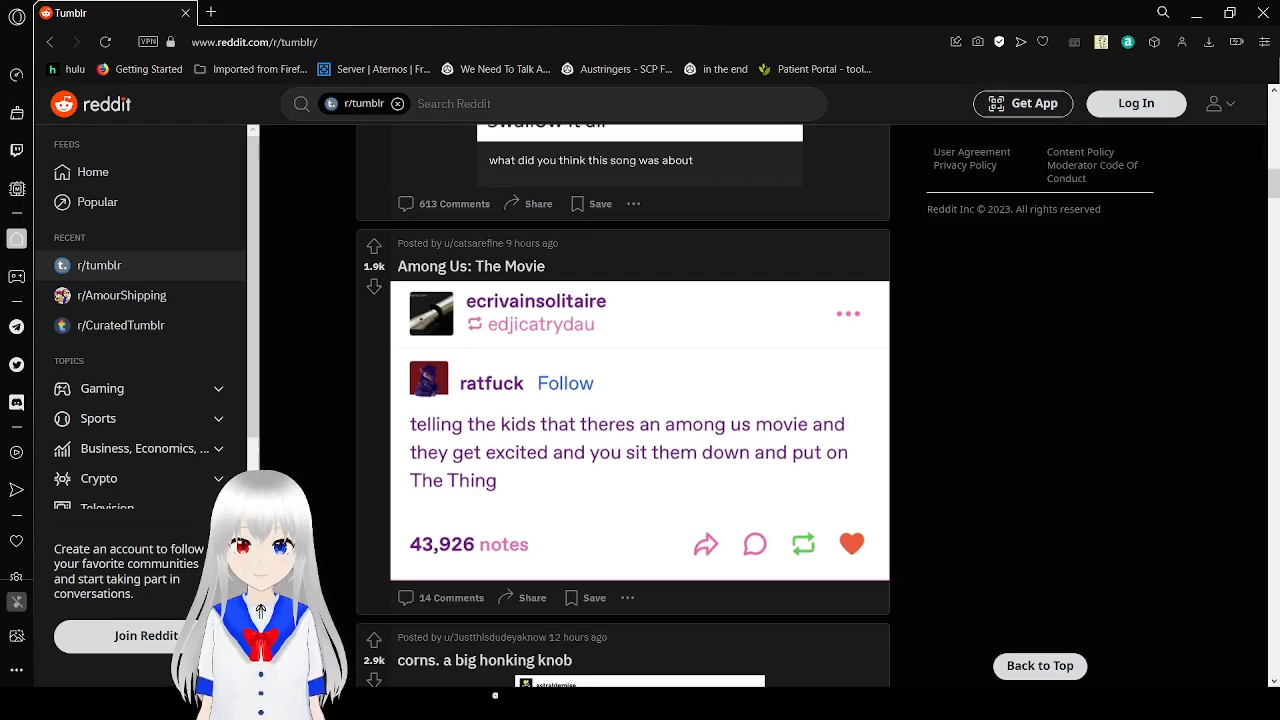 Tumblr
VPN
www.reddit.com/r/tumblr/
hulu
Getting Started
Imported from Firef...
Server | Aternos | Fr...
We Need To Talk A...
Austringers - SCP F...
in the end
Patient Portal - tool...
reddit
r/tumblr
Search Reddit
Get App
Log In
FEEDS
Home
Popular
RECENT
r/tumblr
r/AmourShipping
r/CuratedTumblr
TOPICS
Gaming
Sports
Business, Economics, ...
Crypto
Television
Create an account to follow
your favorite communities
and start taking part in
conversations.
Join Reddit
Swallow it all
what did you think this song was about
613 Comments
Share
Save
Posted by u/catsarefine 9 hours ago
1.9k
Among Us: The Movie
ecrivainsolitaire
edjicatrydau
ratfuck Follow
telling the kids that theres an among us movie and
they get excited and you sit them down and put on
The Thing
43,926 notes
14 Comments
Share
Save
Posted by u/Justthisdudeyaknow 12 hours ago
2.9k
corns. a big honking knob
astraldemise
User Agreement
Privacy Policy
Content Policy
Moderator Code Of
Conduct
Reddit Inc © 2023. All rights reserved
Back to Top